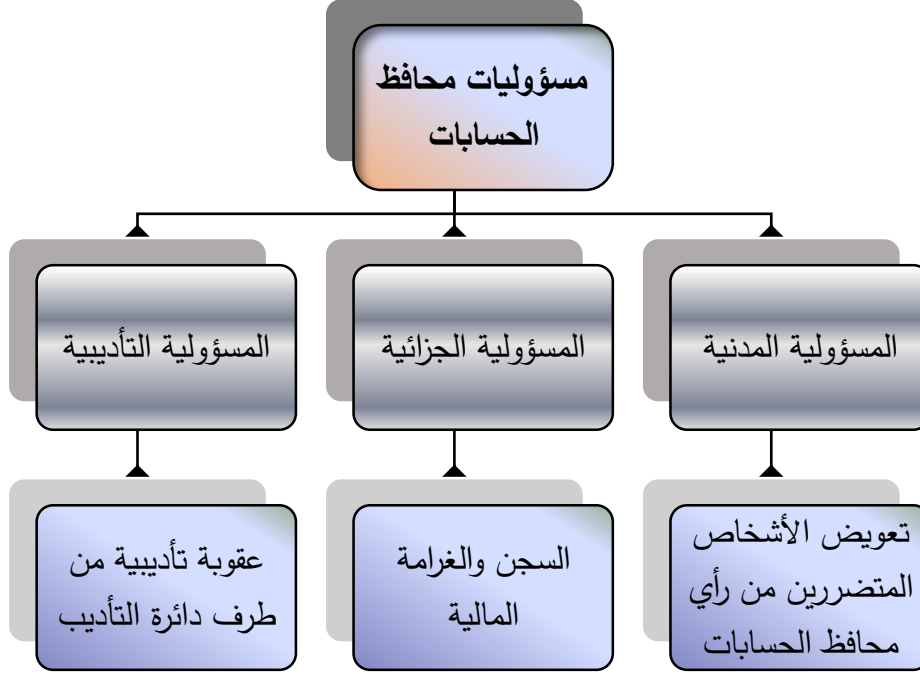 مسؤوليات محافظ
الحسابات
المسؤولية المدنية
المسؤولية الجزائية
المسؤولية التأديبية
تعويض الأشخاص
المتضررين من رأي
محافظ الحسابات
السجن والغرامة
المالية
عقوبة تأديبية من
طرف دائرة التأديب